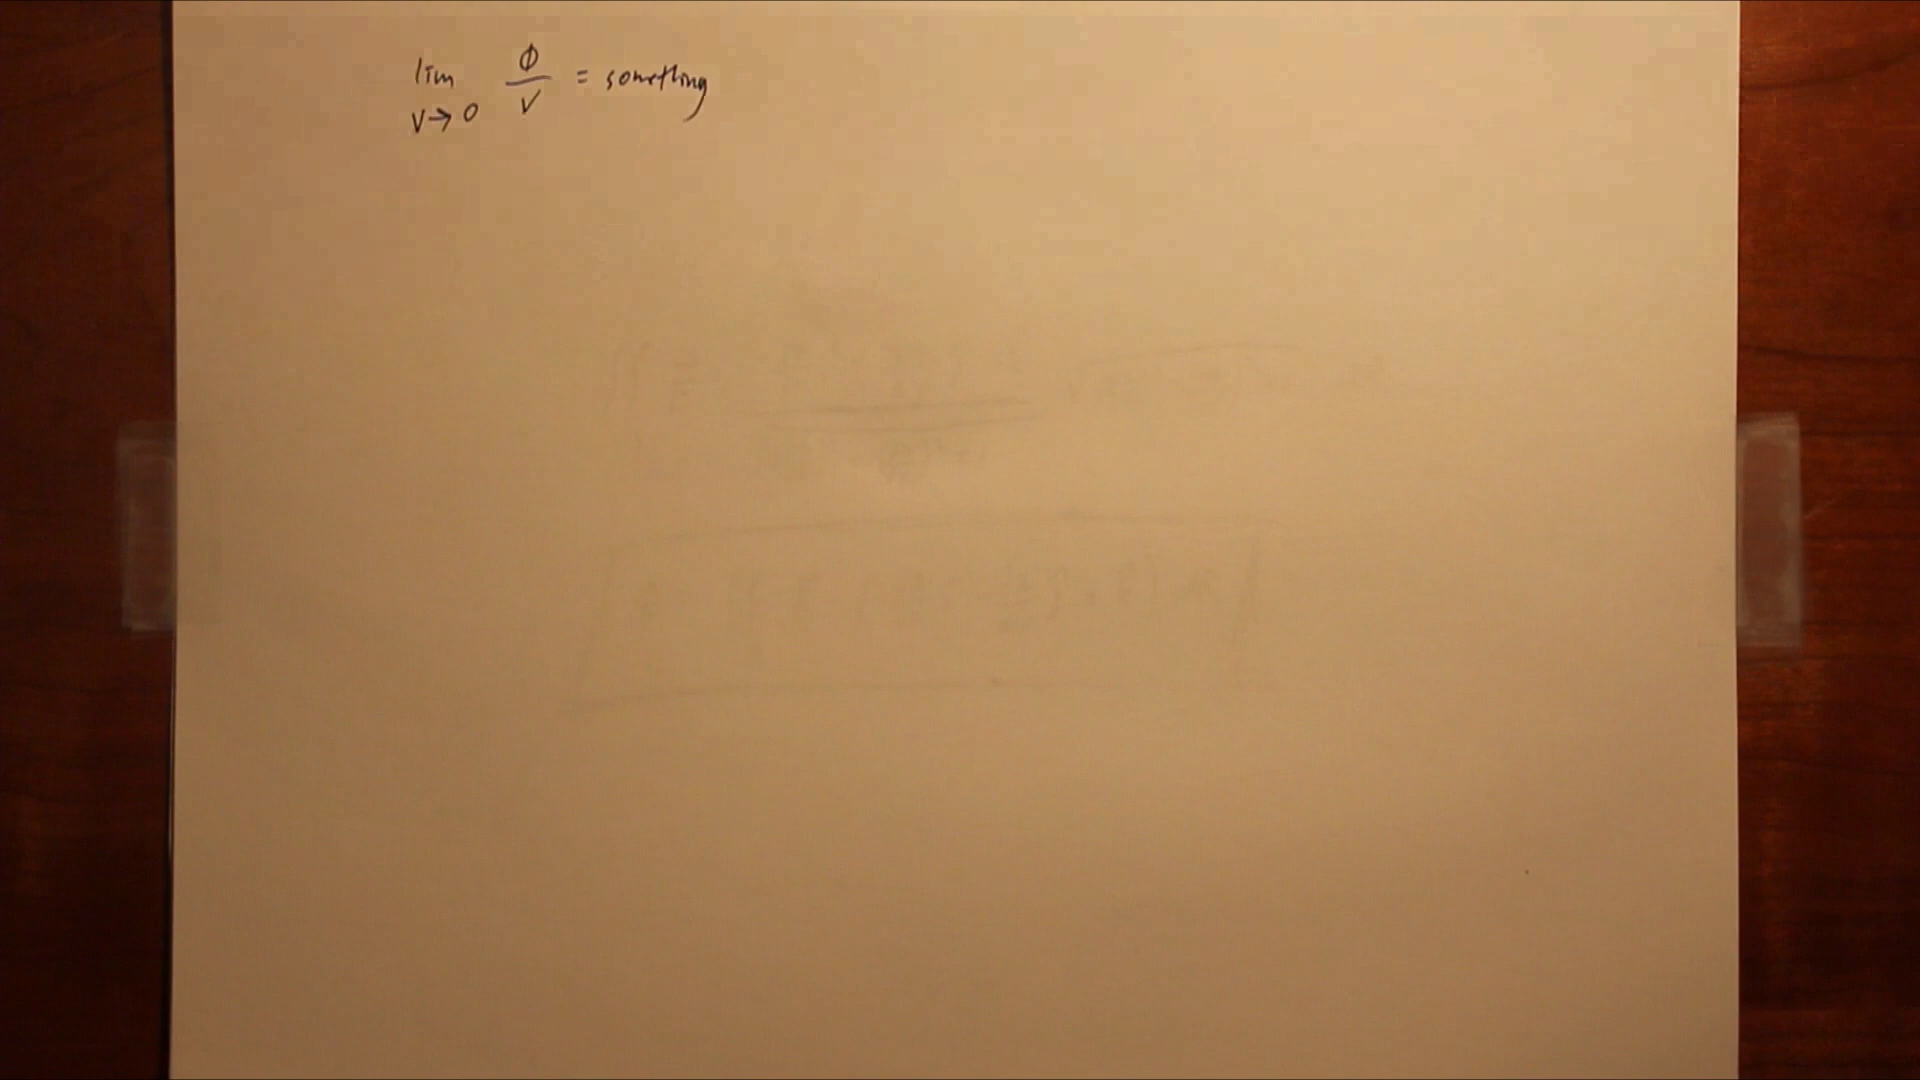 lim Φ/V = something
V→0